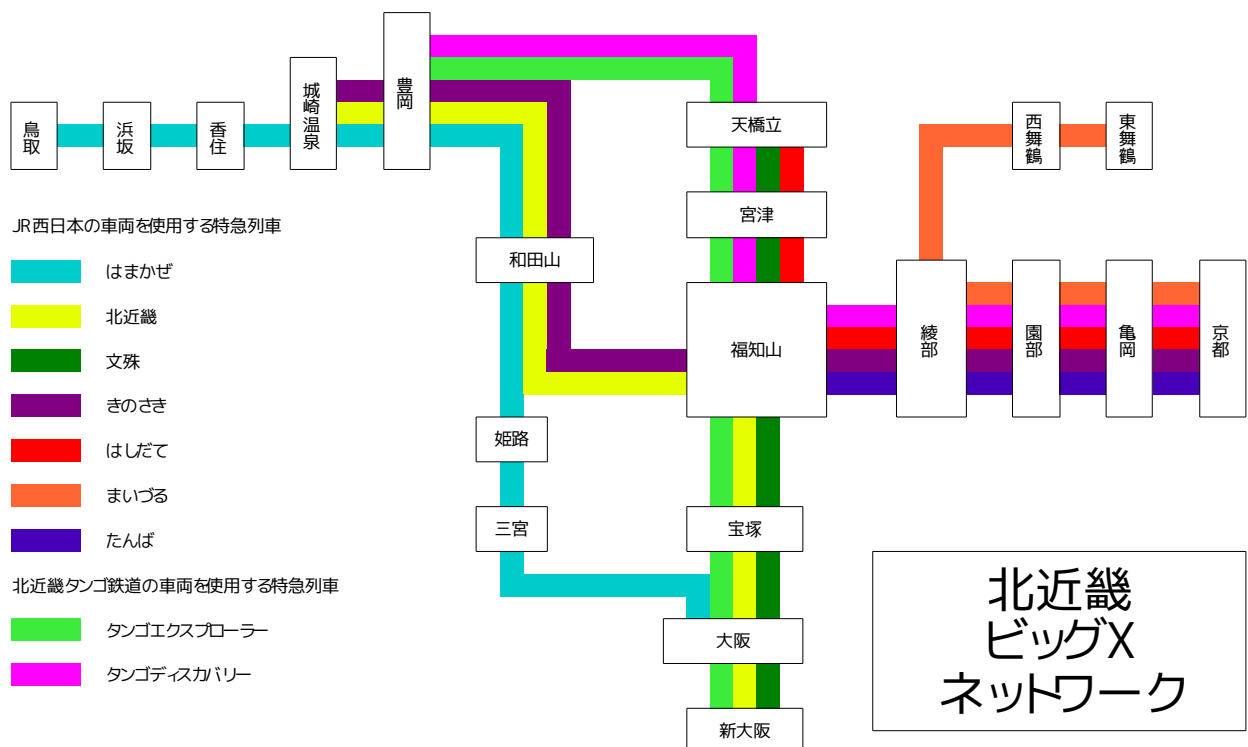 豊岡
城崎温泉
鳥取
浜坂
香住
天橋立
西舞鶴
東舞鶴
宮津
JR西日本の車両を使用する特急列車
はまかぜ
北近畿
文殊
きのさき
はしだて
まいづる
たんば
北近畿タンゴ鉄道の車両を使用する特急列車
タンゴエクスプローラー
タンゴディスカバリー
和田山
福知山
綾部
園部
亀岡
京都
姫路
三宮
宝塚
大阪
新大阪
北近畿
ビッグX
ネットワーク